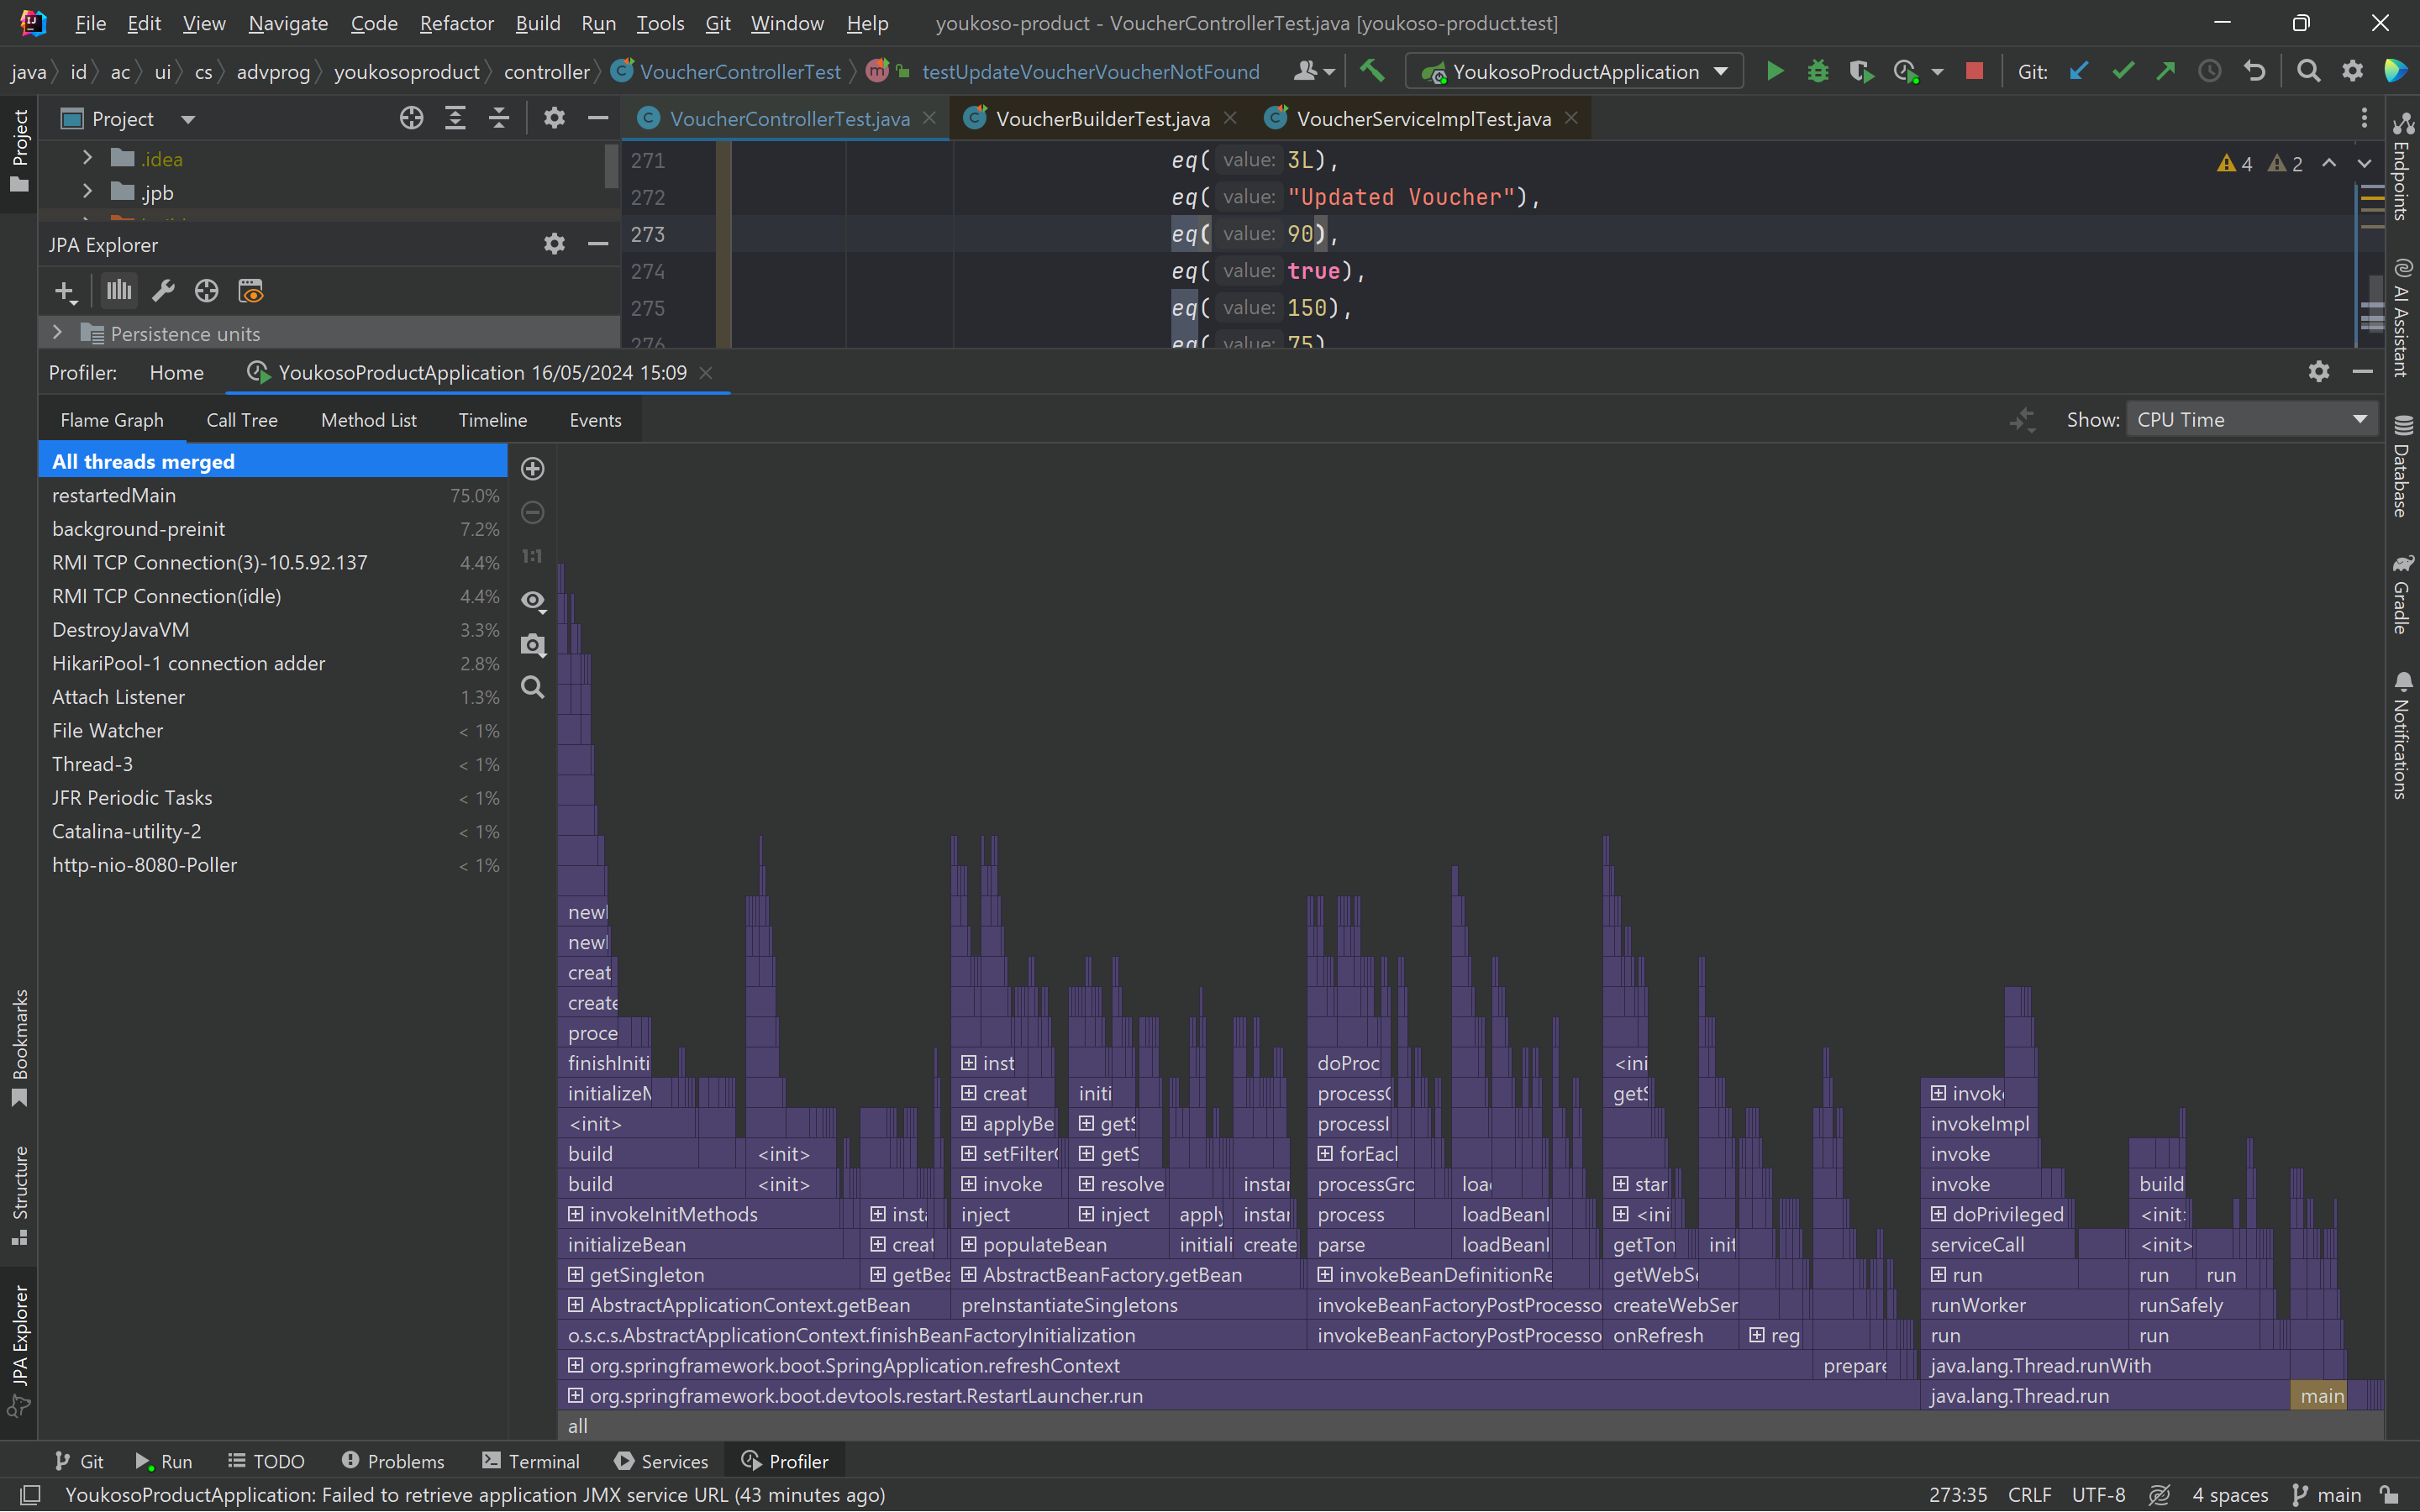 File Edit View Navigate Code Refactor Build Run Tools Git Window Help youkoso-product - VoucherControllerTest.java [youkoso-product.test]
java id ac ui cs advprog youkosoproduct controller VoucherControllerTest testUpdateVoucherVoucherNotFound YoukosoProductApplication Git:
Project
VoucherControllerTest.java VoucherBuilderTest.java VoucherServiceImplTest.java
.idea
.jpb
JPA Explorer
Persistence units
271 eq( value: 3L),
272 eq( value: "Updated Voucher"),
273 eq( value: 90),
274 eq( value: true),
275 eq( value: 150),
276 eq( value: 75)
4 2
Profiler: Home YoukosoProductApplication 16/05/2024 15:09
Flame Graph Call Tree Method List Timeline Events Show: CPU Time
All threads merged
restartedMain 75.0%
background-preinit 7.2%
RMI TCP Connection(3)-10.5.92.137 4.4%
RMI TCP Connection(idle) 4.4%
DestroyJavaVM 3.3%
HikariPool-1 connection adder 2.8%
Attach Listener 1.3%
File Watcher < 1%
Thread-3 < 1%
JFR Periodic Tasks < 1%
Catalina-utility-2 < 1%
http-nio-8080-Poller < 1%
1:1
new
new
creat
create
proce
finishIniti inst doProc <ini
initialize creat initi process get invok
<init> applyBe get process invokeImpl
build <init> setFilter get forEac invoke
build <init> invoke resolve instar processGro loa star invoke build
invokeInitMethods inst inject inject appl instar process loadBean <ini doPrivileged <init
initializeBean creat populateBean initiali create parse loadBean getTom init serviceCall <init>
getSingleton getBea AbstractBeanFactory.getBean invokeBeanDefinitionRe getWebSe run run run
AbstractApplicationContext.getBean preInstantiateSingletons invokeBeanFactoryPostProcesso createWebSer runWorker runSafely
o.s.c.s.AbstractApplicationContext.finishBeanFactoryInitialization invokeBeanFactoryPostProcesso onRefresh reg run run
org.springframework.boot.SpringApplication.refreshContext prepare java.lang.Thread.runWith
org.springframework.boot.devtools.restart.RestartLauncher.run java.lang.Thread.run main
all
Project
Bookmarks
Structure
JPA Explorer
Endpoints
AI Assistant
Database
Gradle
Notifications
Git Run TODO Problems Terminal Services Profiler
YoukosoProductApplication: Failed to retrieve application JMX service URL (43 minutes ago) 273:35 CRLF UTF-8 4 spaces main